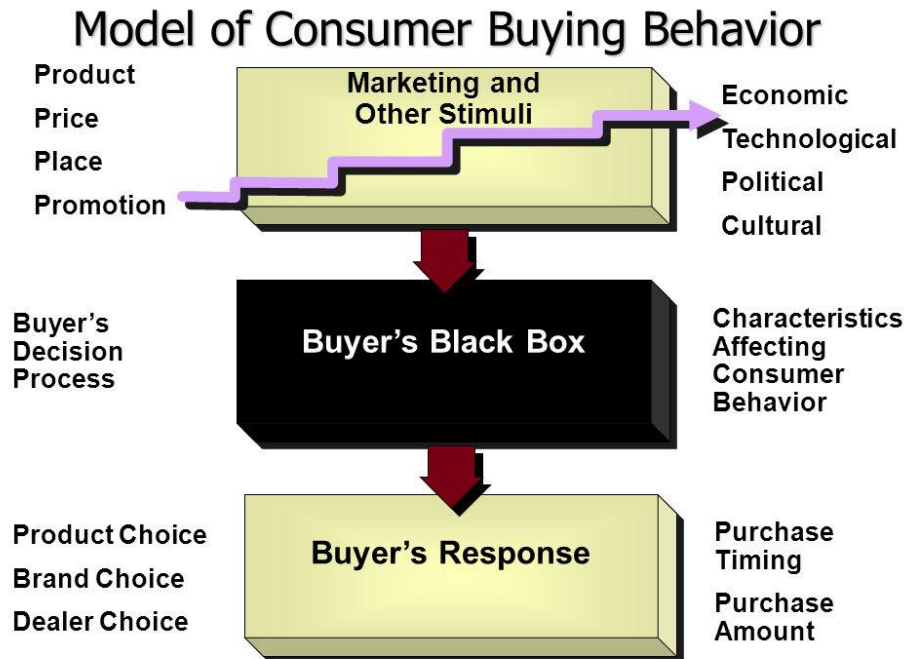 Model of Consumer Buying Behavior
Product
Price
Place
Promotion
Marketing and
Other Stimuli
Economic
Technological
Political
Cultural
Buyer’s
Decision
Process
Buyer’s Black Box
Characteristics
Affecting
Consumer
Behavior
Product Choice
Brand Choice
Dealer Choice
Buyer’s Response
Purchase
Timing
Purchase
Amount